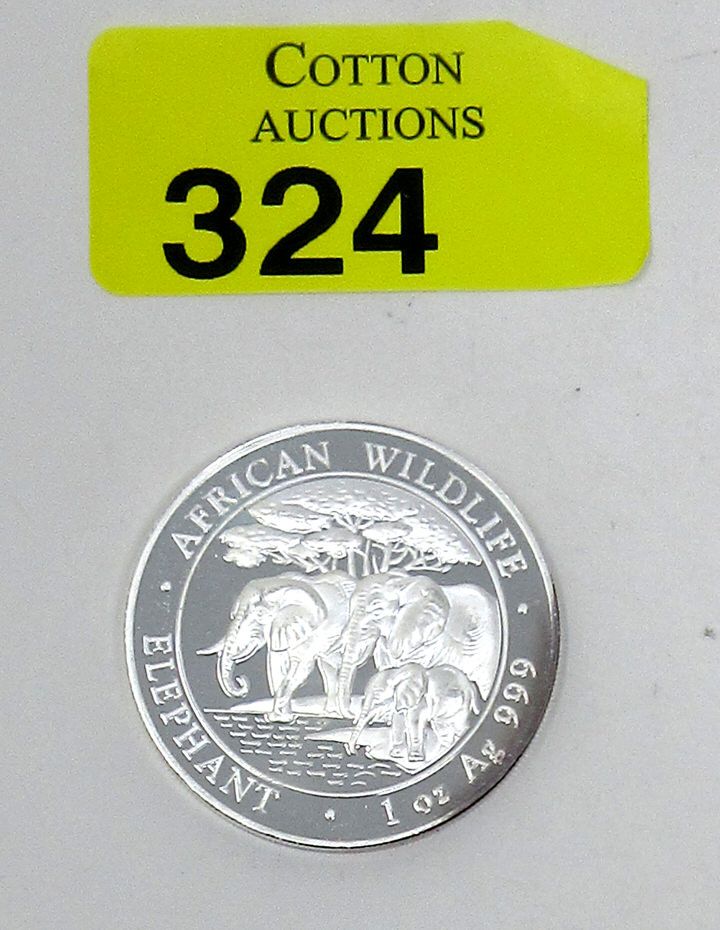 COTTON
AUCTIONS
324
AFRICAN WILDLIFE
ELEPHANT
1 oz Ag 999